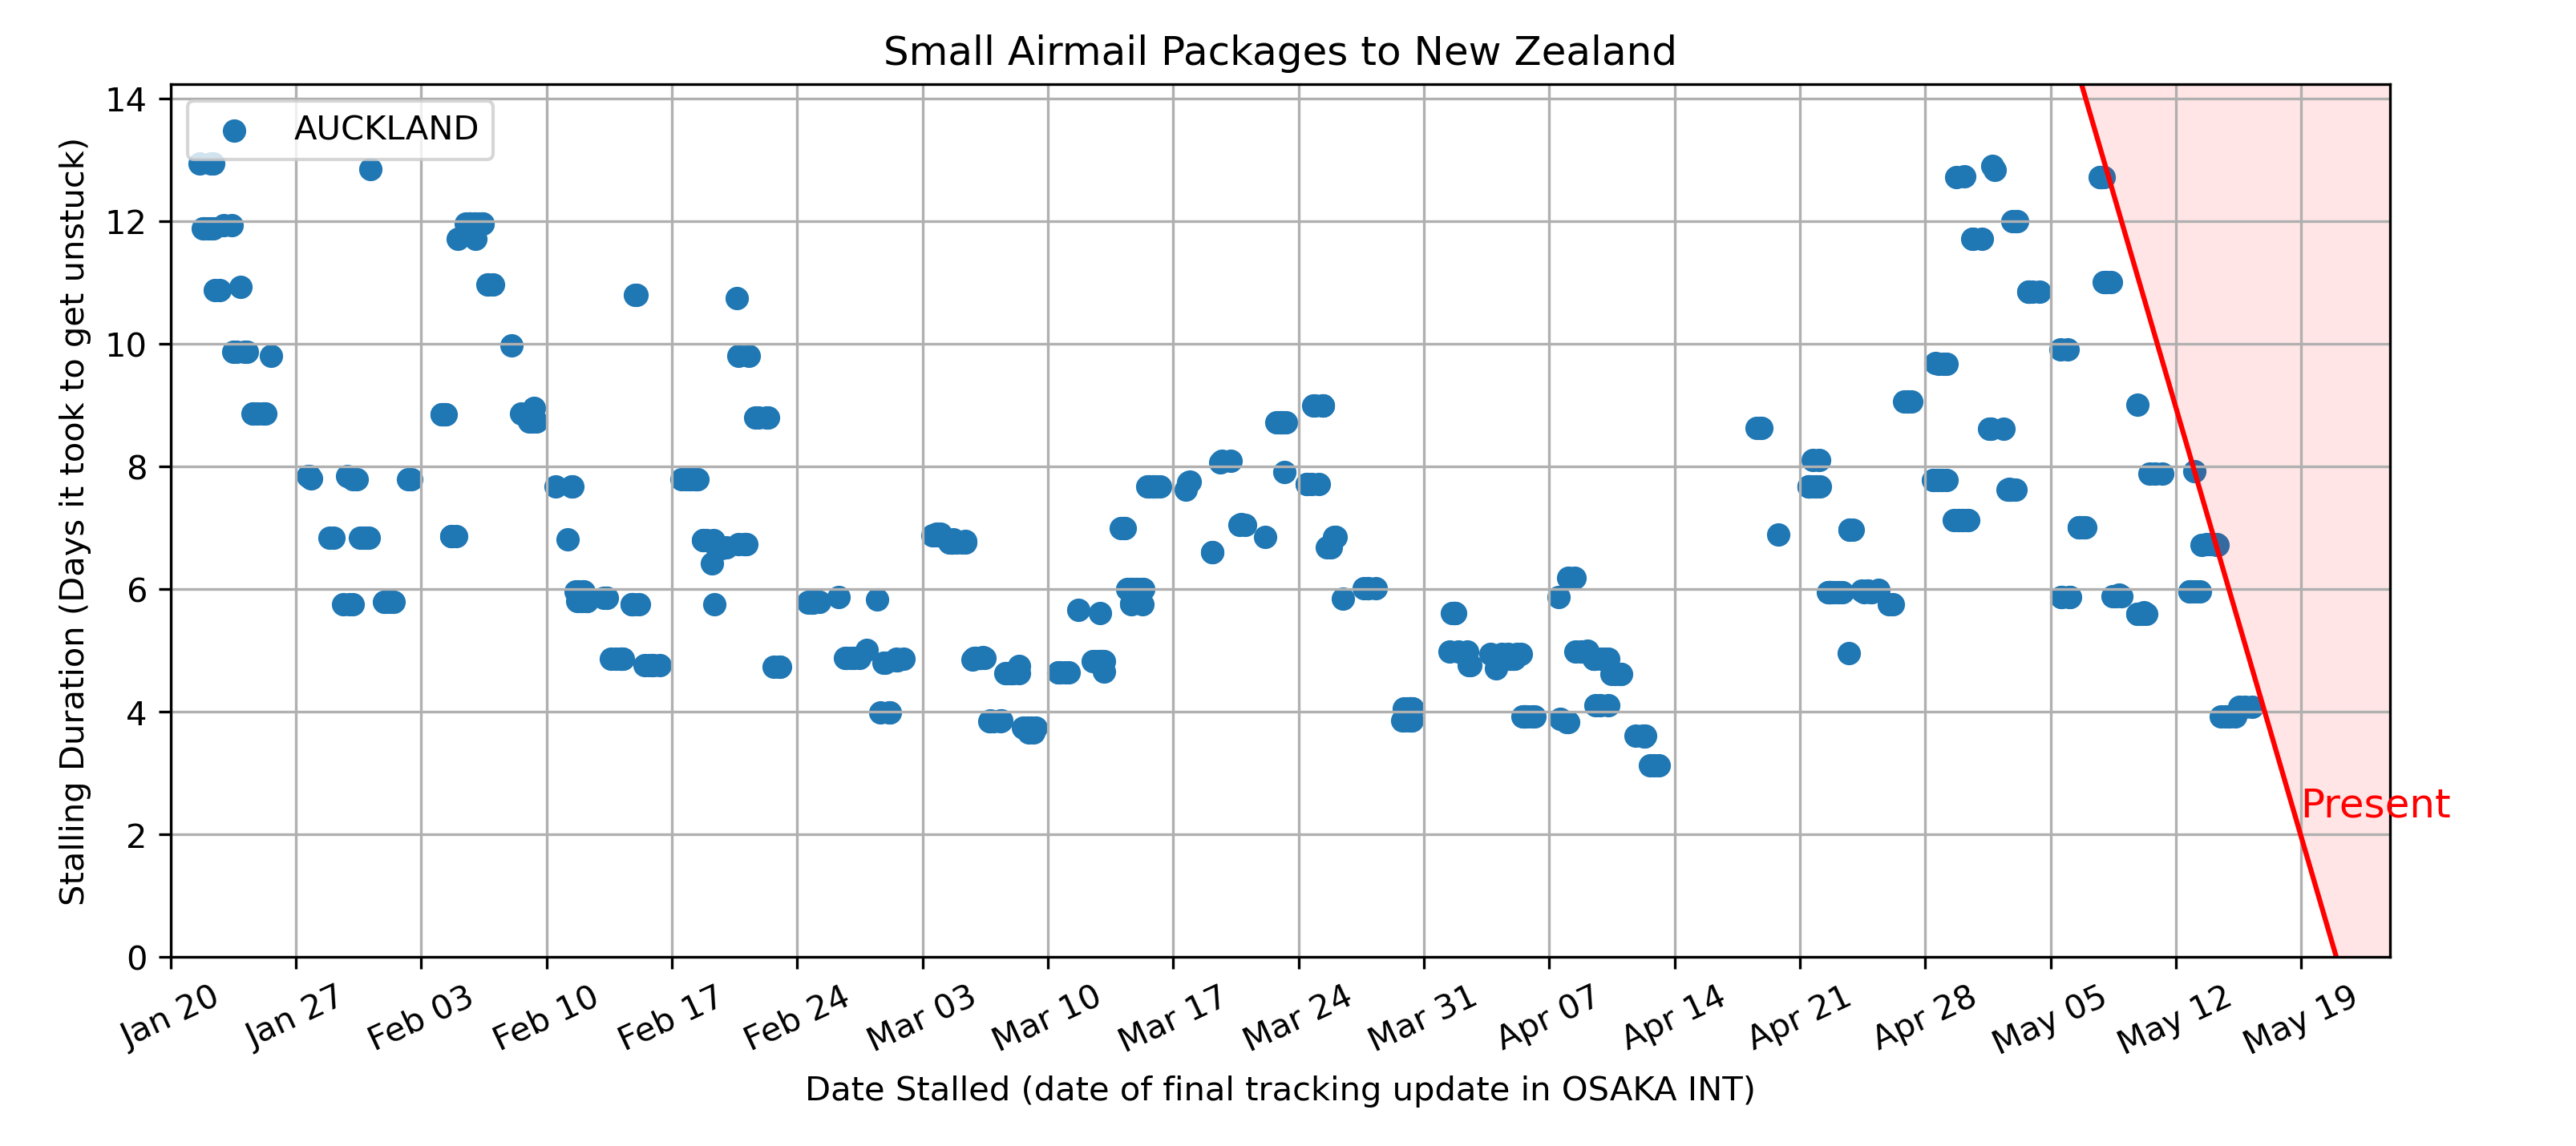 Small Airmail Packages to New Zealand
AUCKLAND
Stalling Duration (Days it took to get unstuck)
14
12
10
8
6
4
2
0
Present
Jan 20
Jan 27
Feb 03
Feb 10
Feb 17
Feb 24
Mar 03
Mar 10
Mar 17
Mar 24
Mar 31
Apr 07
Apr 14
Apr 21
Apr 28
May 05
May 12
May 19
Date Stalled (date of final tracking update in OSAKA INT)